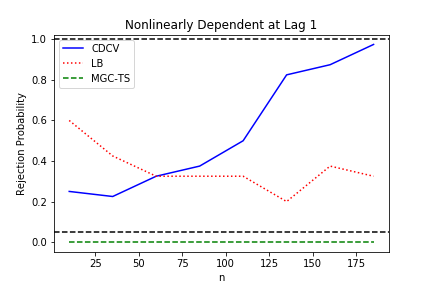 Nonlinearly Dependent at Lag 1
1.0
0.8
0.6
0.4
0.2
0.0
Rejection Probability
CDCV
LB
MGC-TS
25
50
75
100
125
150
175
n